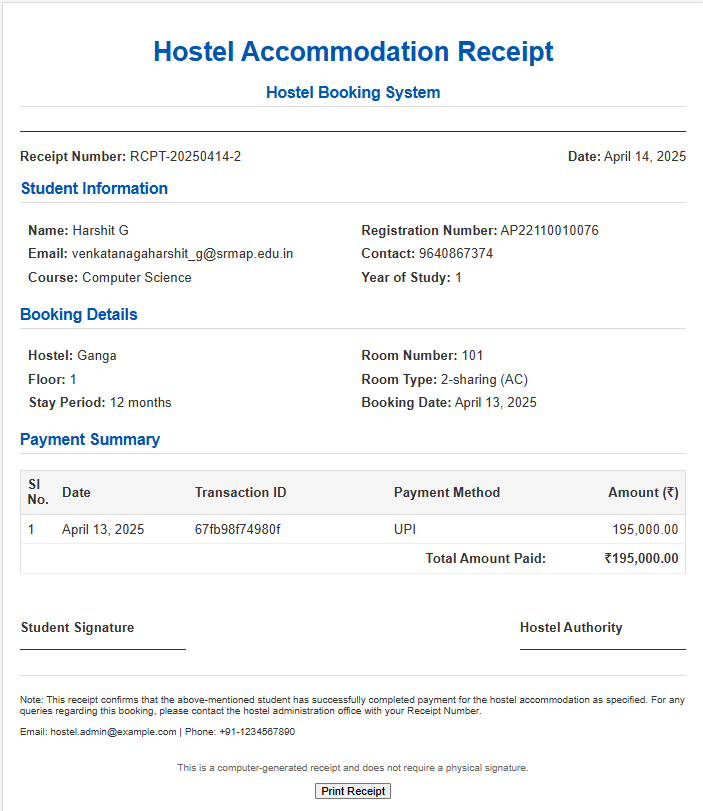 Hostel Accommodation Receipt
Hostel Booking System
Receipt Number: RCPT-20250414-2 Date: April 14, 2025
Student Information
Name: Harshit G Registration Number: AP22110010076
Email: venkatanagaharshit_g@srmap.edu.in Contact: 9640867374
Course: Computer Science Year of Study: 1
Booking Details
Hostel: Ganga Room Number: 101
Floor: 1 Room Type: 2-sharing (AC)
Stay Period: 12 months Booking Date: April 13, 2025
Payment Summary
Sl No. Date Transaction ID Payment Method Amount (₹)
1 April 13, 2025 67fb98f74980f UPI 195,000.00
Total Amount Paid: ₹195,000.00
Student Signature Hostel Authority
Note: This receipt confirms that the above-mentioned student has successfully completed payment for the hostel accommodation as specified. For any
queries regarding this booking, please contact the hostel administration office with your Receipt Number.
Email: hostel.admin@example.com | Phone: +91-1234567890
This is a computer-generated receipt and does not require a physical signature.
Print Receipt